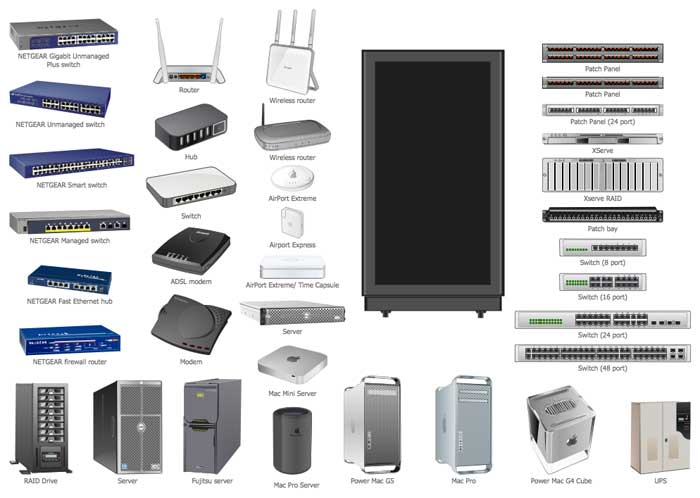 NETGEAR Gigabit Unmanaged
Plus switch
Router
Wireless router
Patch Panel
Patch Panel
NETGEAR Unmanaged switch
Hub
Wireless router
Patch Panel (24 port)
XServe
NETGEAR Smart switch
Switch
AirPort Extreme
Xserve RAID
NETGEAR Managed switch
Airport Express
Patch bay
ADSL modem
AirPort Extreme/ Time Capsule
Switch (8 port)
NETGEAR Fast Ethernet hub
Switch (16 port)
Server
Switch (24 port)
NETGEAR firewall router
Modem
Switch (48 port)
Mac Mini Server
RAID Drive
Server
Fujitsu server
Mac Pro Server
Power Mac G5
Mac Pro
Power Mac G4 Cube
UPS